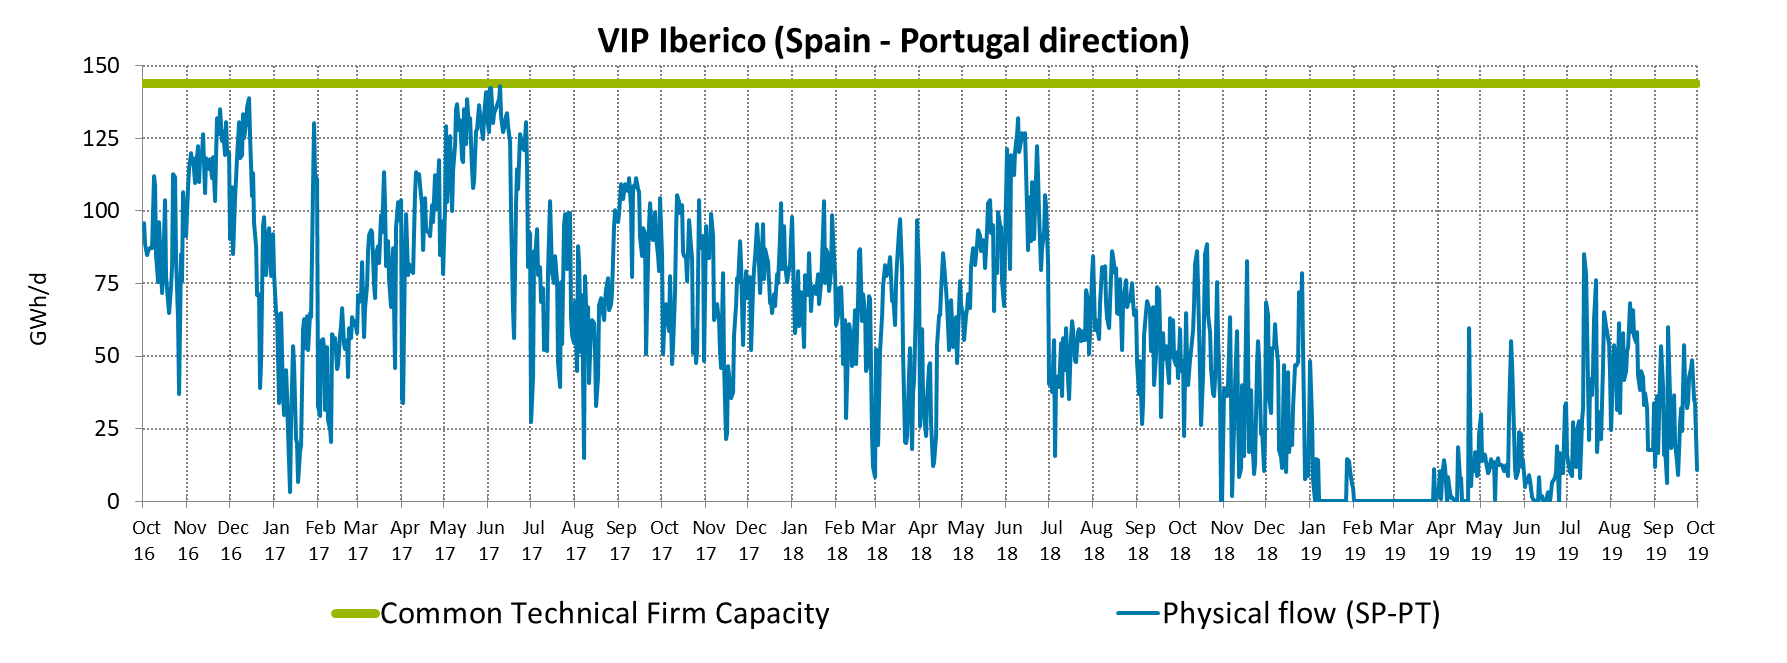 VIP Iberico (Spain - Portugal direction)
150
125
100
75
50
25
0
GWh/d
Oct Nov Dec Jan Feb Mar Apr May Jun Jul Aug Sep Oct Nov Dec Jan Feb Mar Apr May Jun Jul Aug Sep Oct Nov Dec Jan Feb Mar Apr May Jun Jul Aug Sep Oct
16 16 16 17 17 17 17 17 17 17 17 17 17 17 17 18 18 18 18 18 18 18 18 18 18 18 18 19 19 19 19 19 19 19 19 19 19
Common Technical Firm Capacity
Physical flow (SP-PT)